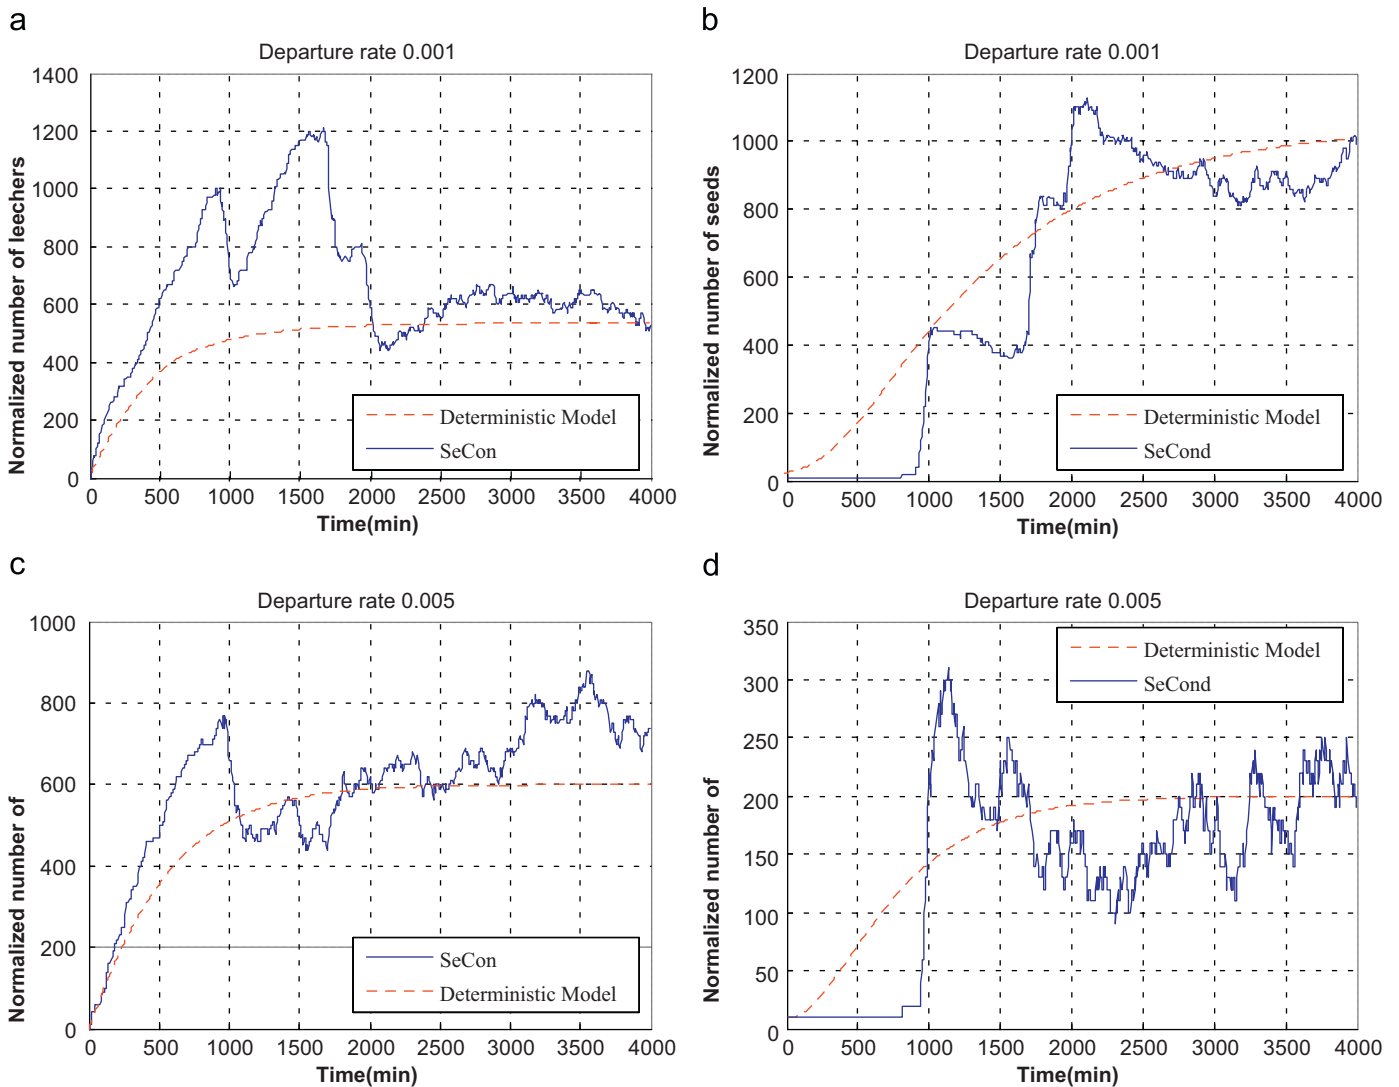 a
Departure rate 0.001
Normalized number of leechers
1400
1200
1000
800
600
400
200
0
Deterministic Model
SeCon
0 500 1000 1500 2000 2500 3000 3500 4000
Time(min)
b
Departure rate 0.001
Normalized number of seeds
1200
1000
800
600
400
200
0
Deterministic Model
SeCond
0 500 1000 1500 2000 2500 3000 3500 4000
Time(min)
c
Departure rate 0.005
Normalized number of
1000
800
600
400
200
0
SeCon
Deterministic Model
0 500 1000 1500 2000 2500 3000 3500 4000
Time(min)
d
Departure rate 0.005
Normalized number of
350
300
250
200
150
100
50
0
Deterministic Model
SeCond
0 500 1000 1500 2000 2500 3000 3500 4000
Time(min)